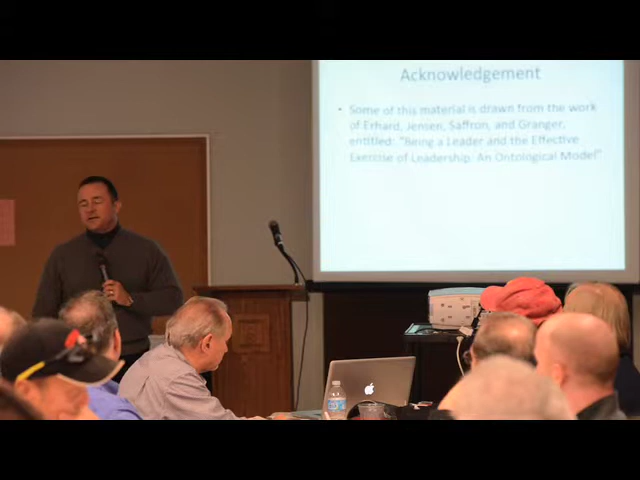 Acknowledgement
• Some of this material is drawn from the work
of Erhard, Jensen, Saffron, and Granger,
entitled: "Being a Leader and the Effective
Exercise of Leadership: An Ontological Model"